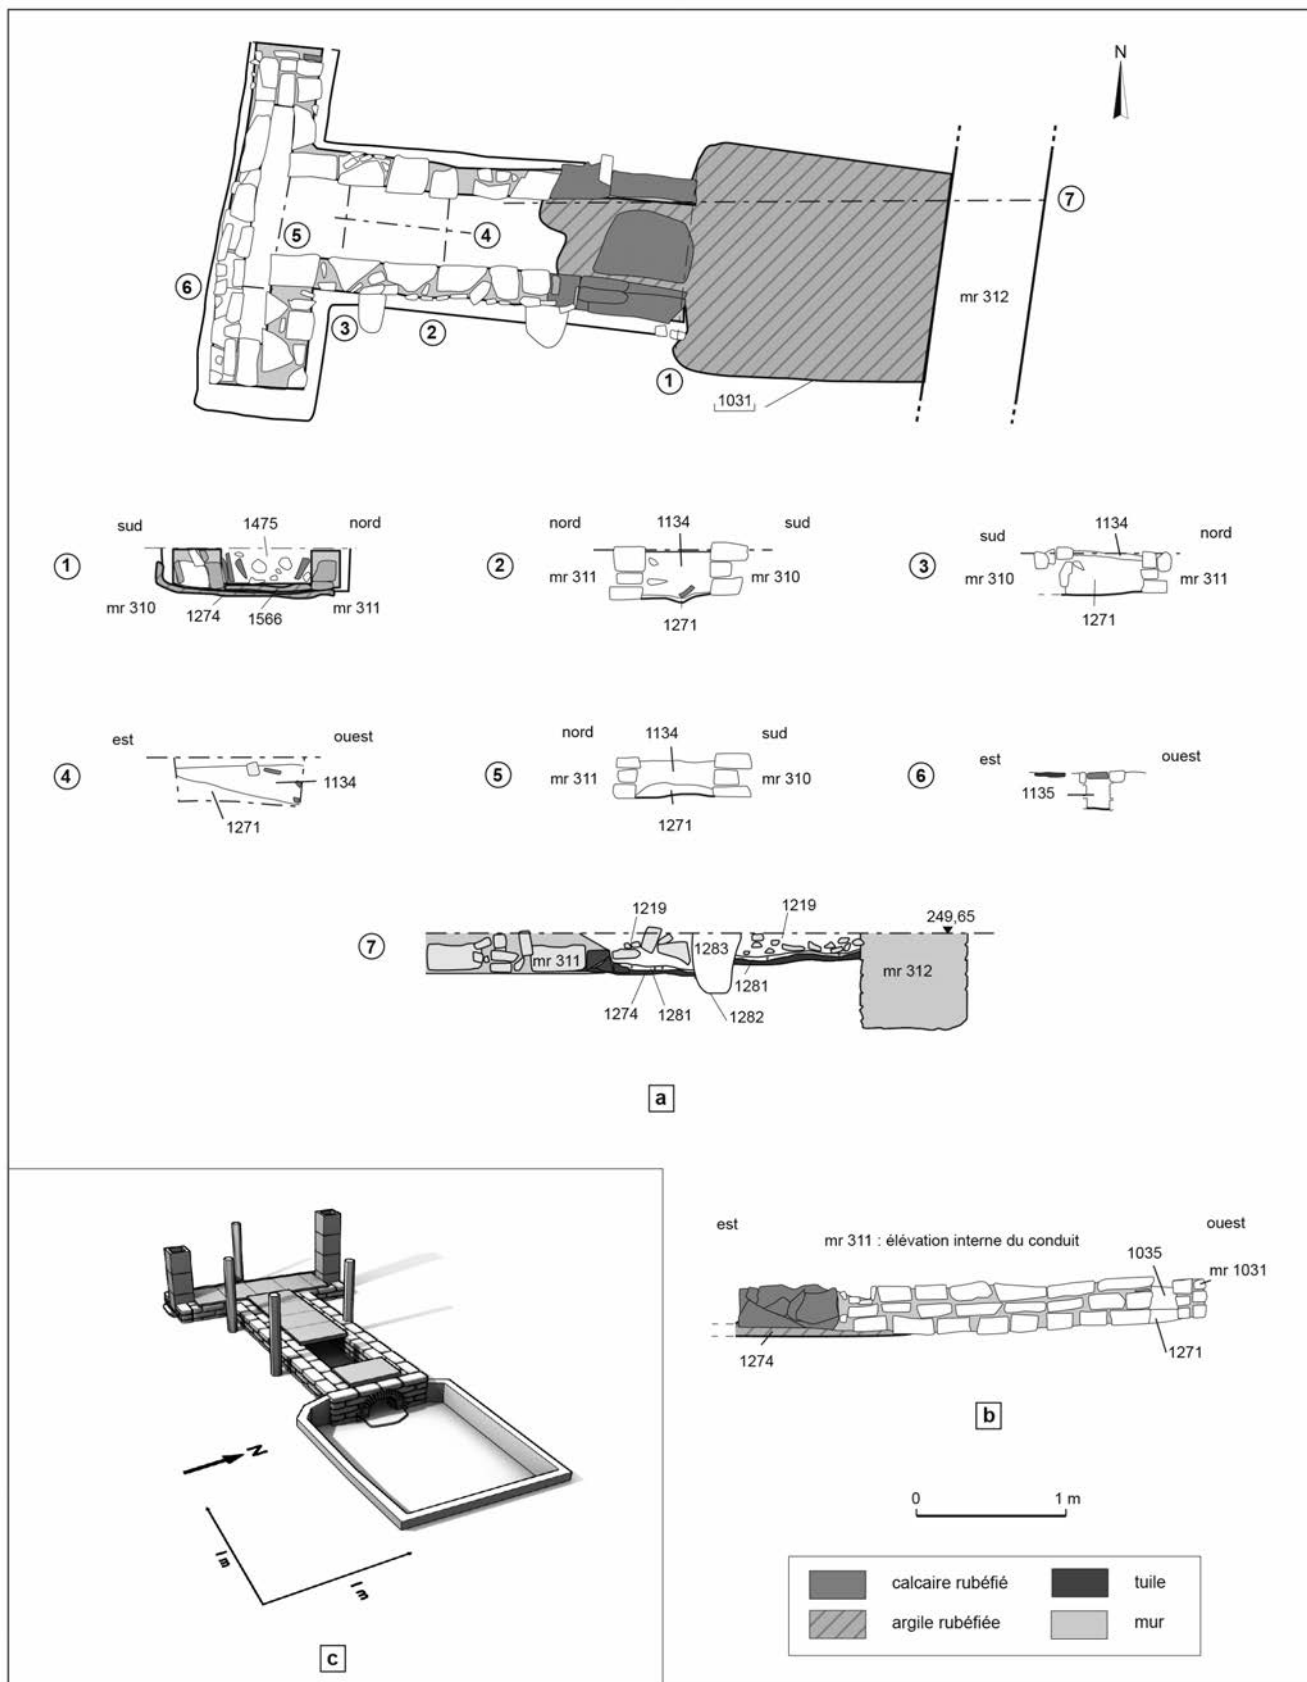 N
7
5
4
6
mr 312
3
2
1
1031
sud
1475
nord
1
mr 310
1274
1566
mr 311
nord
1134
sud
2
mr 311
mr 310
1271
sud
1134
nord
3
mr 310
mr 311
1271
est
ouest
4
1134
1271
nord
1134
sud
5
mr 311
mr 310
1271
est
ouest
6
1135
1219
1219
249,65
7
mr 311
1283
mr 312
1281
1274
1281
1282
a
est
ouest
mr 311 : élévation interne du conduit
1035
mr 1031
1274
1271
b
N
1 m
1 m
c
0
1 m
calcaire rubéfié
tuile
argile rubéfiée
mur